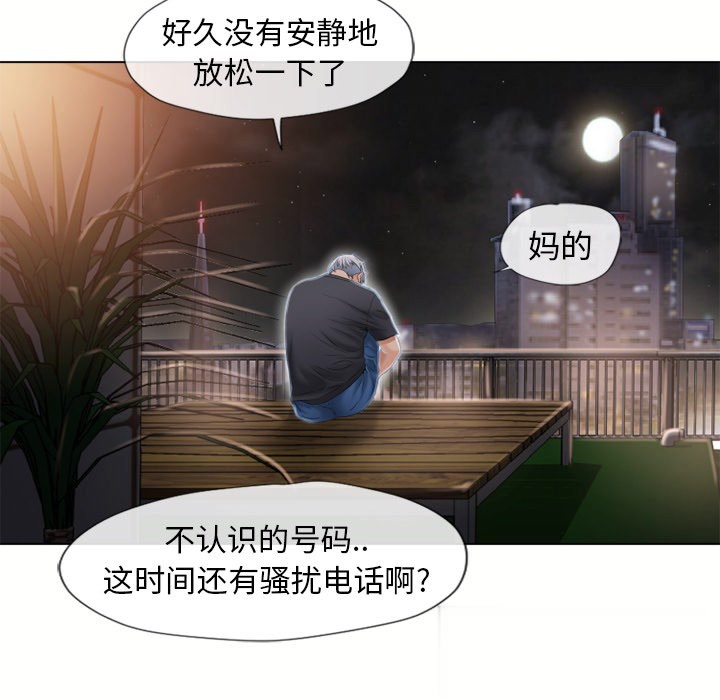 好久没有安静地
放松一下了
妈的
不认识的号码..
这时间还有骚扰电话啊?